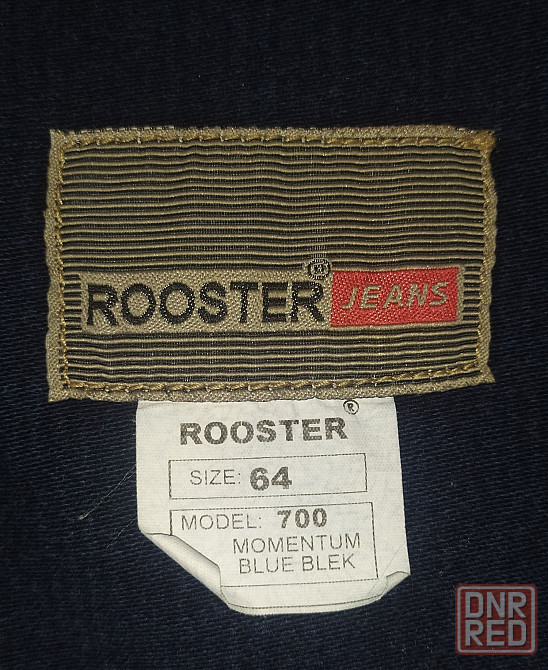 ROOSTER® JEANS
ROOSTER®
SIZE: 64
MODEL: 700
MOMENTUM
BLUE BLEK
DNR
RED